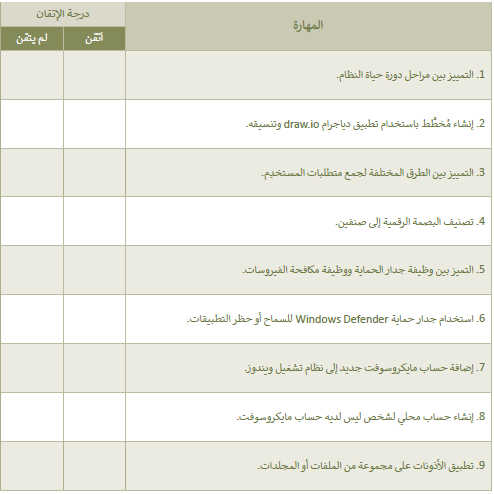 المهارة
درجة الإتقان
أتقن
لم يتقن
1. التمييز بين مراحل دورة حياة النظام.
2. إنشاء مُخطَّط باستخدام تطبيق دياجرام draw.io وتنسيقه.
3. التمييز بين الطرق المختلفة لجمع متطلبات المستخدِم.
4. تصنيف البصمة الرقمية إلى صنفين.
5. التميز بين وظيفة جدار الحماية ووظيفة مكافحة الفيروسات.
6. استخدام جدار حماية Windows Defender للسماح أو حظر التطبيقات.
7. إضافة حساب مايكروسوفت جديد إلى نظام تشغيل ويندوز.
8. إنشاء حساب محلي لشخص ليس لديه حساب مايكروسوفت.
9. تطبيق الأذونات على مجموعة من الملفات أو المجلدات.